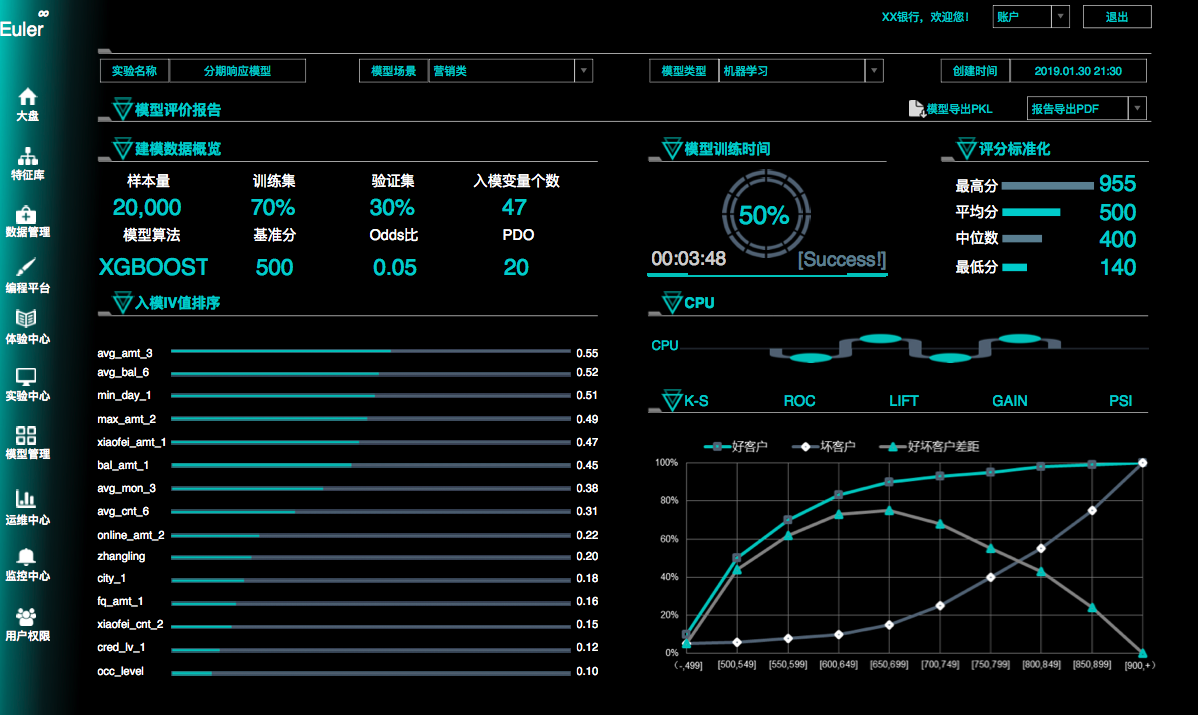 Euler∞
XX银行，欢迎您！ 账户 退出
实验名称 分期响应模型 模型场景 营销类 模型类型 机器学习 创建时间 2019.01.30 21:30
模型评价报告 模型导出PKL 报告导出PDF
大盘
特征库
数据管理
编程平台
体验中心
实验中心
模型管理
运维中心
监控中心
用户权限
建模数据概览
样本量 训练集 验证集 入模变量个数
20,000 70% 30% 47
模型算法 基准分 Odds比 PDO
XGBOOST 500 0.05 20
模型训练时间
50%
00:03:48 [Success!]
评分标准化
最高分 955
平均分 500
中位数 400
最低分 140
入模IV值排序
avg_amt_3 0.55
avg_bal_6 0.52
min_day_1 0.51
max_amt_2 0.49
xiaofei_amt_1 0.47
bal_amt_1 0.45
avg_mon_3 0.38
avg_cnt_6 0.31
online_amt_2 0.22
zhangling 0.20
city_1 0.18
fq_amt_1 0.16
xiaofei_cnt_2 0.15
cred_lv_1 0.12
occ_level 0.10
CPU
CPU
K-S ROC LIFT GAIN PSI
好客户 坏客户 好坏客户差距
100%
80%
60%
40%
20%
0%
(-,499] [500,549] [550,599] [600,649] [650,699] [700,749] [750,799] [800,849] [850,899] [900,+)